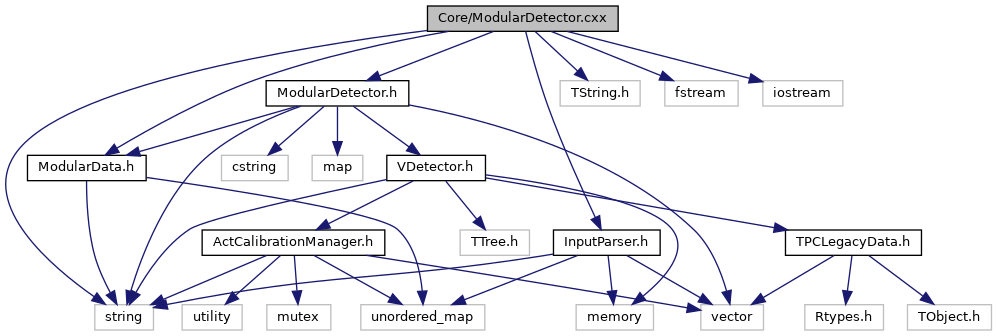 Core/ModularDetector.cxx
ModularDetector.h
TString.h
fstream
iostream
ModularData.h
cstring
map
VDetector.h
ActCalibrationManager.h
TTree.h
InputParser.h
TPCLegacyData.h
string
utility
mutex
unordered_map
memory
vector
Rtypes.h
TObject.h